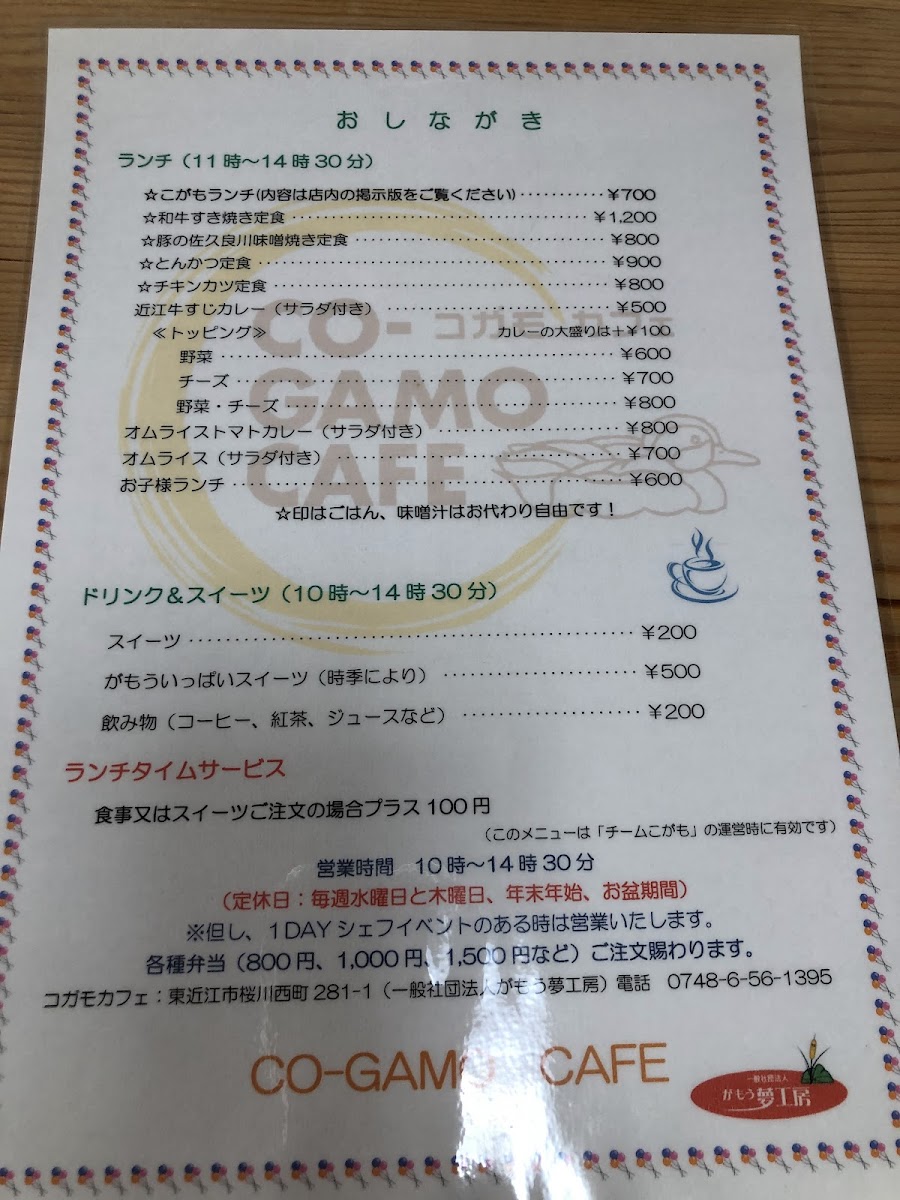 おしながき
ランチ（11時～14時30分）
☆こがもランチ(内容は店内の掲示版をご覧ください)‥‥‥‥‥¥700
☆和牛すき焼き定食‥‥‥‥‥‥‥‥‥‥‥‥‥‥¥1,200
☆豚の佐久良川味噌焼き定食‥‥‥‥‥‥‥‥‥‥‥‥¥800
☆とんかつ定食‥‥‥‥‥‥‥‥‥‥‥‥‥‥‥‥¥900
☆チキンカツ定食‥‥‥‥‥‥‥‥‥‥‥‥‥‥‥¥800
近江牛すじカレー（サラダ付き）‥‥‥‥‥‥‥‥‥‥¥500
≪トッピング≫ カレーの大盛りは＋¥100
野菜‥‥‥‥‥‥‥‥‥‥‥‥‥‥‥‥‥‥¥600
チーズ‥‥‥‥‥‥‥‥‥‥‥‥‥‥‥‥‥¥700
野菜・チーズ‥‥‥‥‥‥‥‥‥‥‥‥‥‥‥¥800
オムライストマトカレー（サラダ付き）‥‥‥‥‥‥‥‥¥800
オムライス（サラダ付き）‥‥‥‥‥‥‥‥‥‥‥‥¥700
お子様ランチ‥‥‥‥‥‥‥‥‥‥‥‥‥‥‥‥¥600
CO-GAMO CAFE
コガモ カフェ
☆印はごはん、味噌汁はお代わり自由です！
ドリンク＆スイーツ（10時～14時30分）
スイーツ‥‥‥‥‥‥‥‥‥‥‥‥‥‥‥‥‥¥200
がもういっぱいスイーツ（時季により）‥‥‥‥‥‥‥¥500
飲み物（コーヒー、紅茶、ジュースなど）‥‥‥‥‥‥¥200
ランチタイムサービス
食事又はスイーツご注文の場合プラス100円
（このメニューは「チームこがも」の運営時に有効です）
営業時間 10時～14時30分
（定休日：毎週水曜日と木曜日、年末年始、お盆期間）
※但し、1DAYシェフイベントのある時は営業いたします。
各種弁当（800円、1,000円、1,500円など）ご注文賜わります。
コガモカフェ：東近江市桜川西町281-1（一般社団法人がもう夢工房）電話 0748-6-56-1395
CO-GAMO CAFE
一般社団法人
がもう夢工房